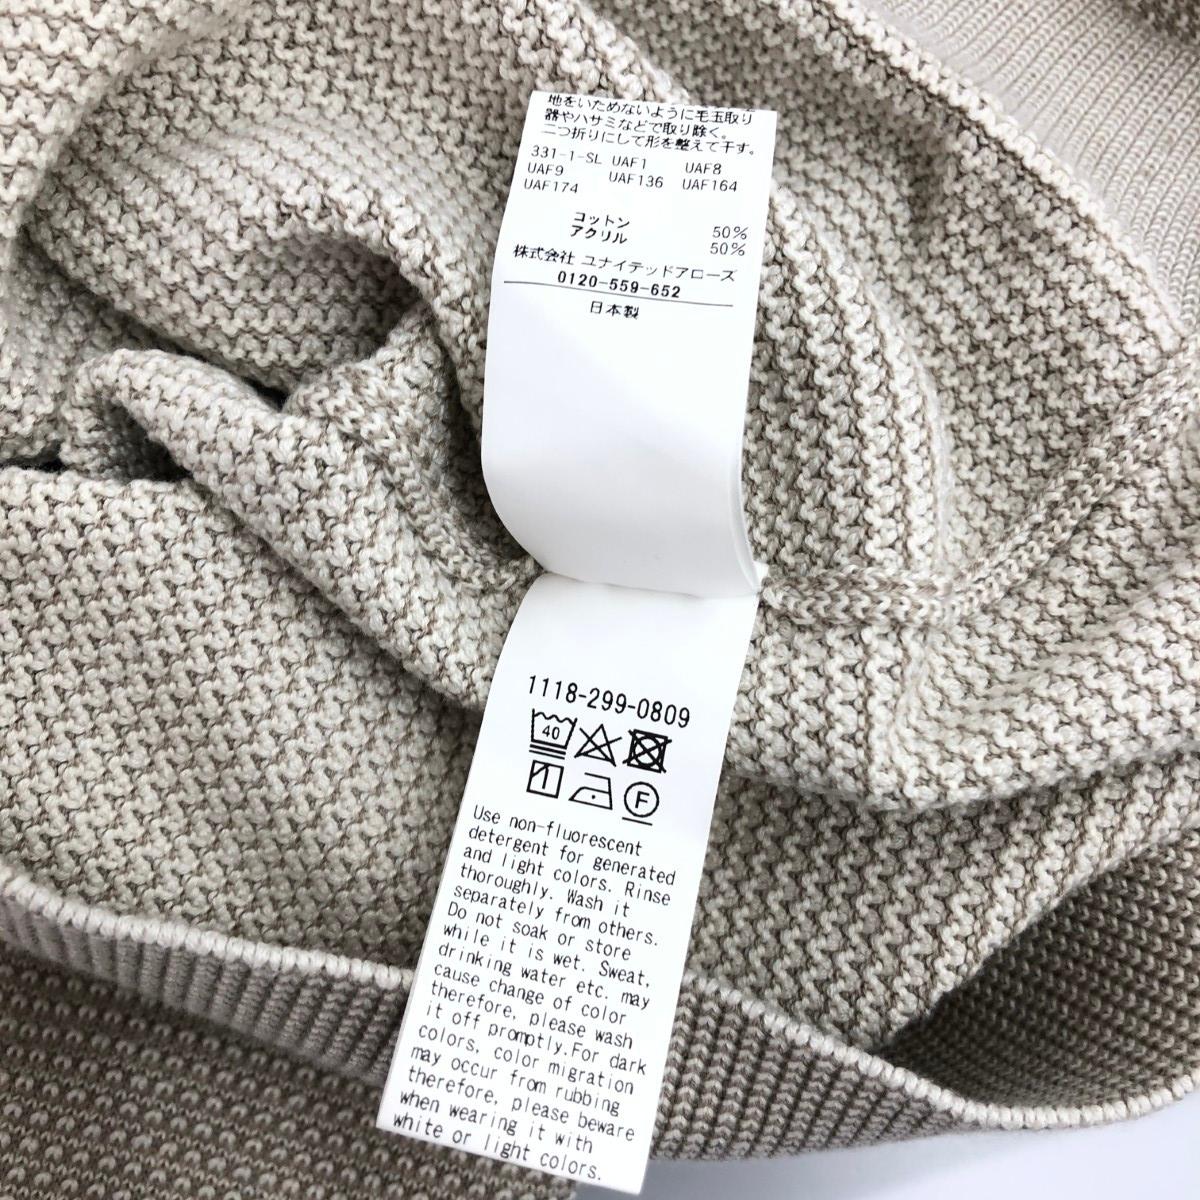 地をいためないように毛玉取り
器やハサミなどで取り除く。
二つ折りにして形を整えて干す。
331-1-SL UAF1 UAF8
UAF9 UAF136 UAF164
UAF174
コットン 50%
アクリル 50%
株式会社 ユナイテッドアローズ
0120-559-652
日本製
1118-299-0809
40
F
Use non-fluorescent
detergent for generated
and light colors. Rinse
thoroughly. Wash it
separately from others.
Do not soak or store
while it is wet. Sweat,
drinking water etc. may
cause change of color
therefore, please wash
it off promptly.For dark
colors, color migration
may occur from rubbing
therefore, please beware
when wearing it with
white or light colors.